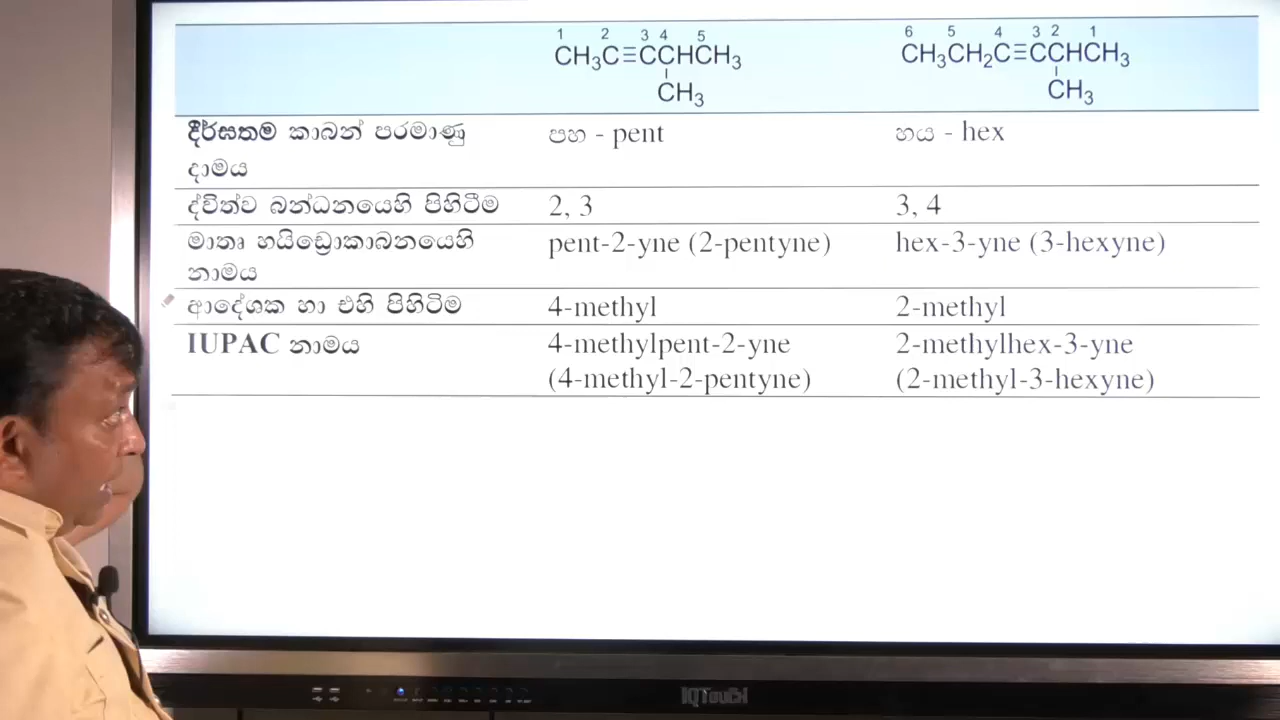 1 2 3 4 5
CH₃C≡CCHCH₃
CH₃
6 5 4 3 2 1
CH₃CH₂C≡CCHCH₃
CH₃
දීර්ඝතම කාබන් පරමාණු
දාමය
පහ - pent
හය - hex
ද්විත්ව බන්ධනයෙහි පිහිටීම
2, 3
3, 4
මාතෘ හයිඩ්‍රොකාබනයෙහි
නාමය
pent-2-yne (2-pentyne)
hex-3-yne (3-hexyne)
ආදේශක හා එහි පිහිටිම
4-methyl
2-methyl
IUPAC නාමය
4-methylpent-2-yne
(4-methyl-2-pentyne)
2-methylhex-3-yne
(2-methyl-3-hexyne)
IQTouch